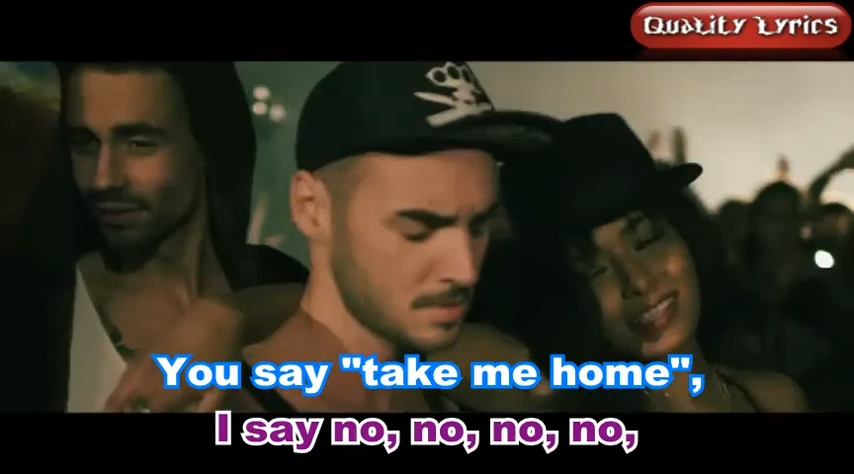 Quality Lyrics
You say "take me home",
I say no, no, no, no,